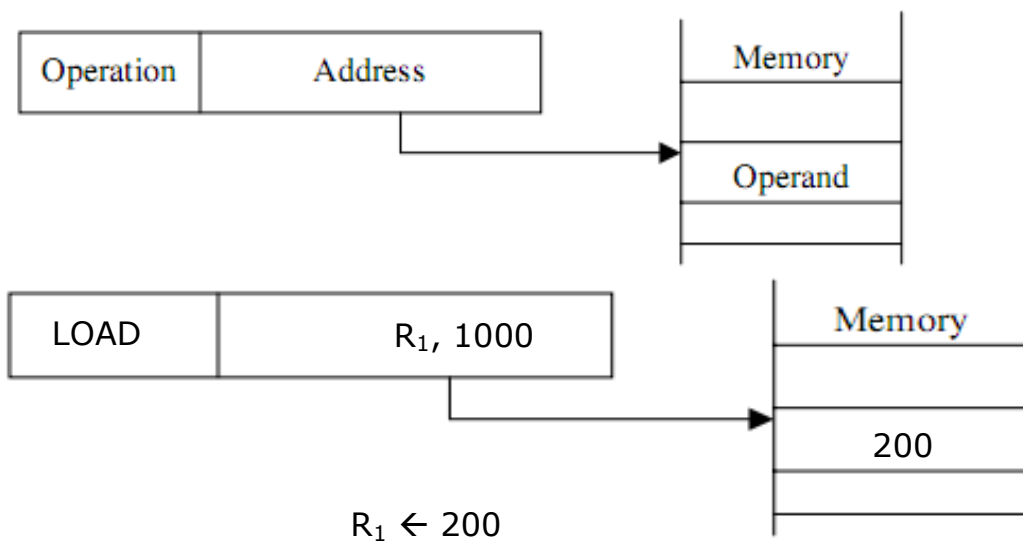 Operation Address Memory
Operand
LOAD R₁, 1000 Memory
200
R₁ ← 200